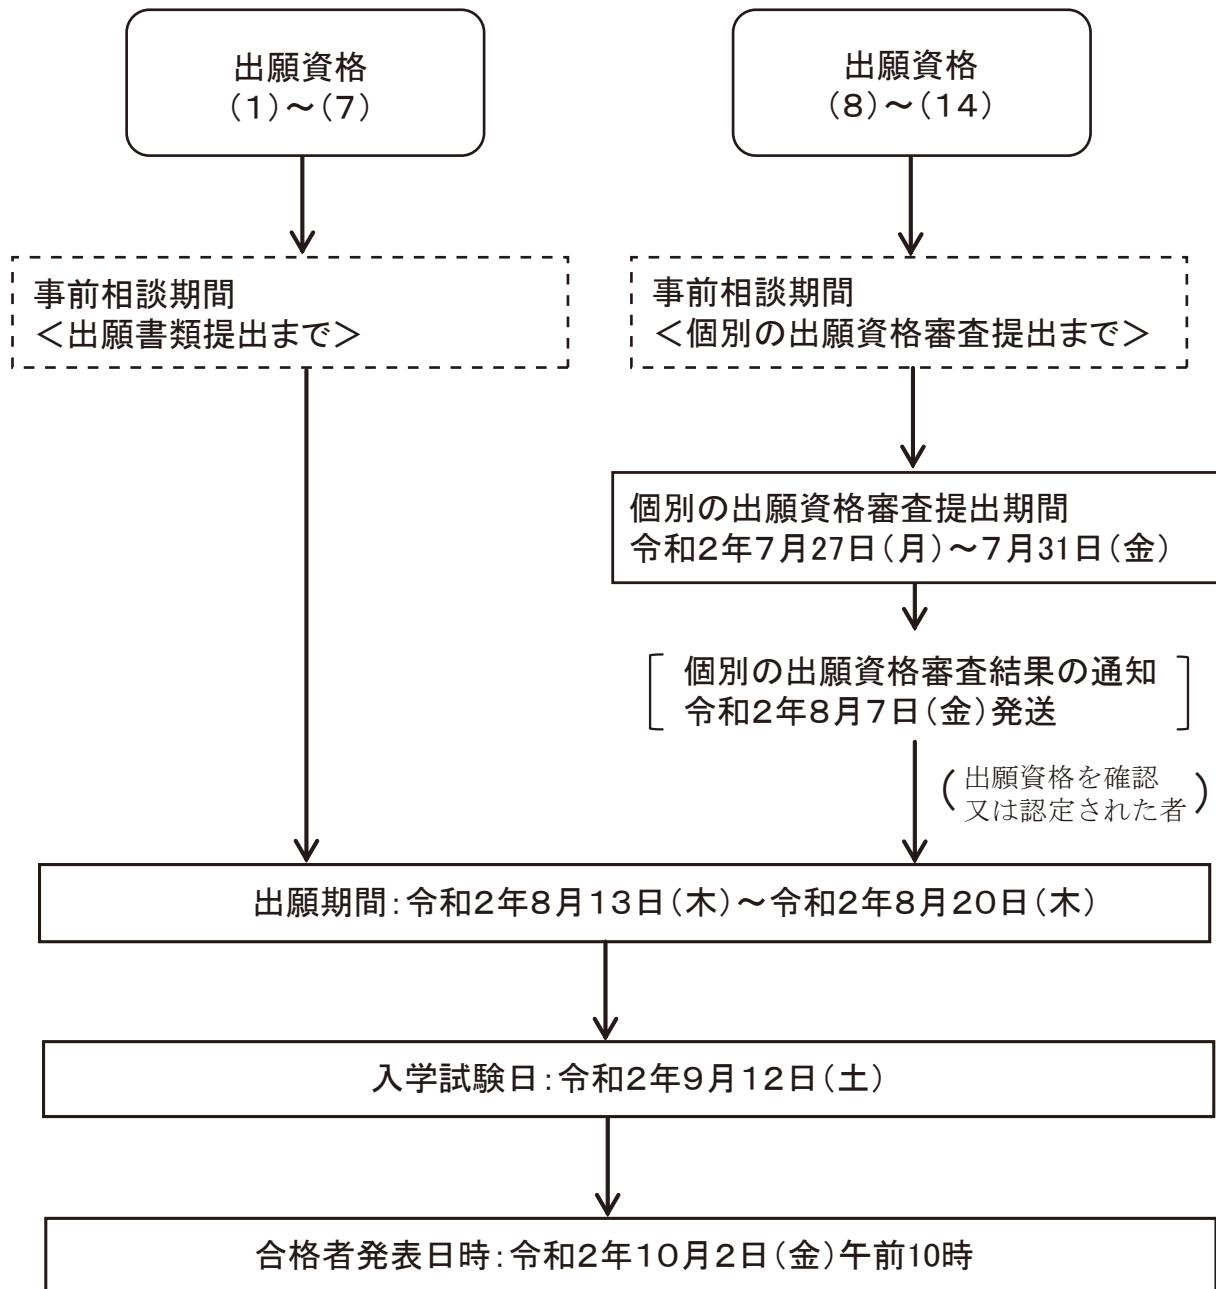 出願資格
(1)～(7)
出願資格
(8)～(14)
事前相談期間
＜出願書類提出まで＞
事前相談期間
＜個別の出願資格審査提出まで＞
個別の出願資格審査提出期間
令和2年7月27日(月)～7月31日(金)
個別の出願資格審査結果の通知
令和2年8月7日(金)発送
(出願資格を確認
又は認定された者)
出願期間:令和2年8月13日(木)～令和2年8月20日(木)
入学試験日:令和2年9月12日(土)
合格者発表日時:令和2年10月2日(金)午前10時